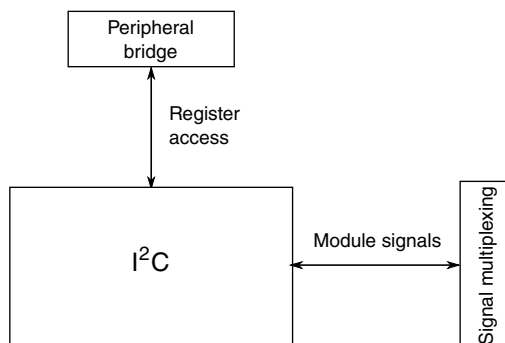 Peripheral
bridge
Register
access
I²C
Module signals
Signal multiplexing